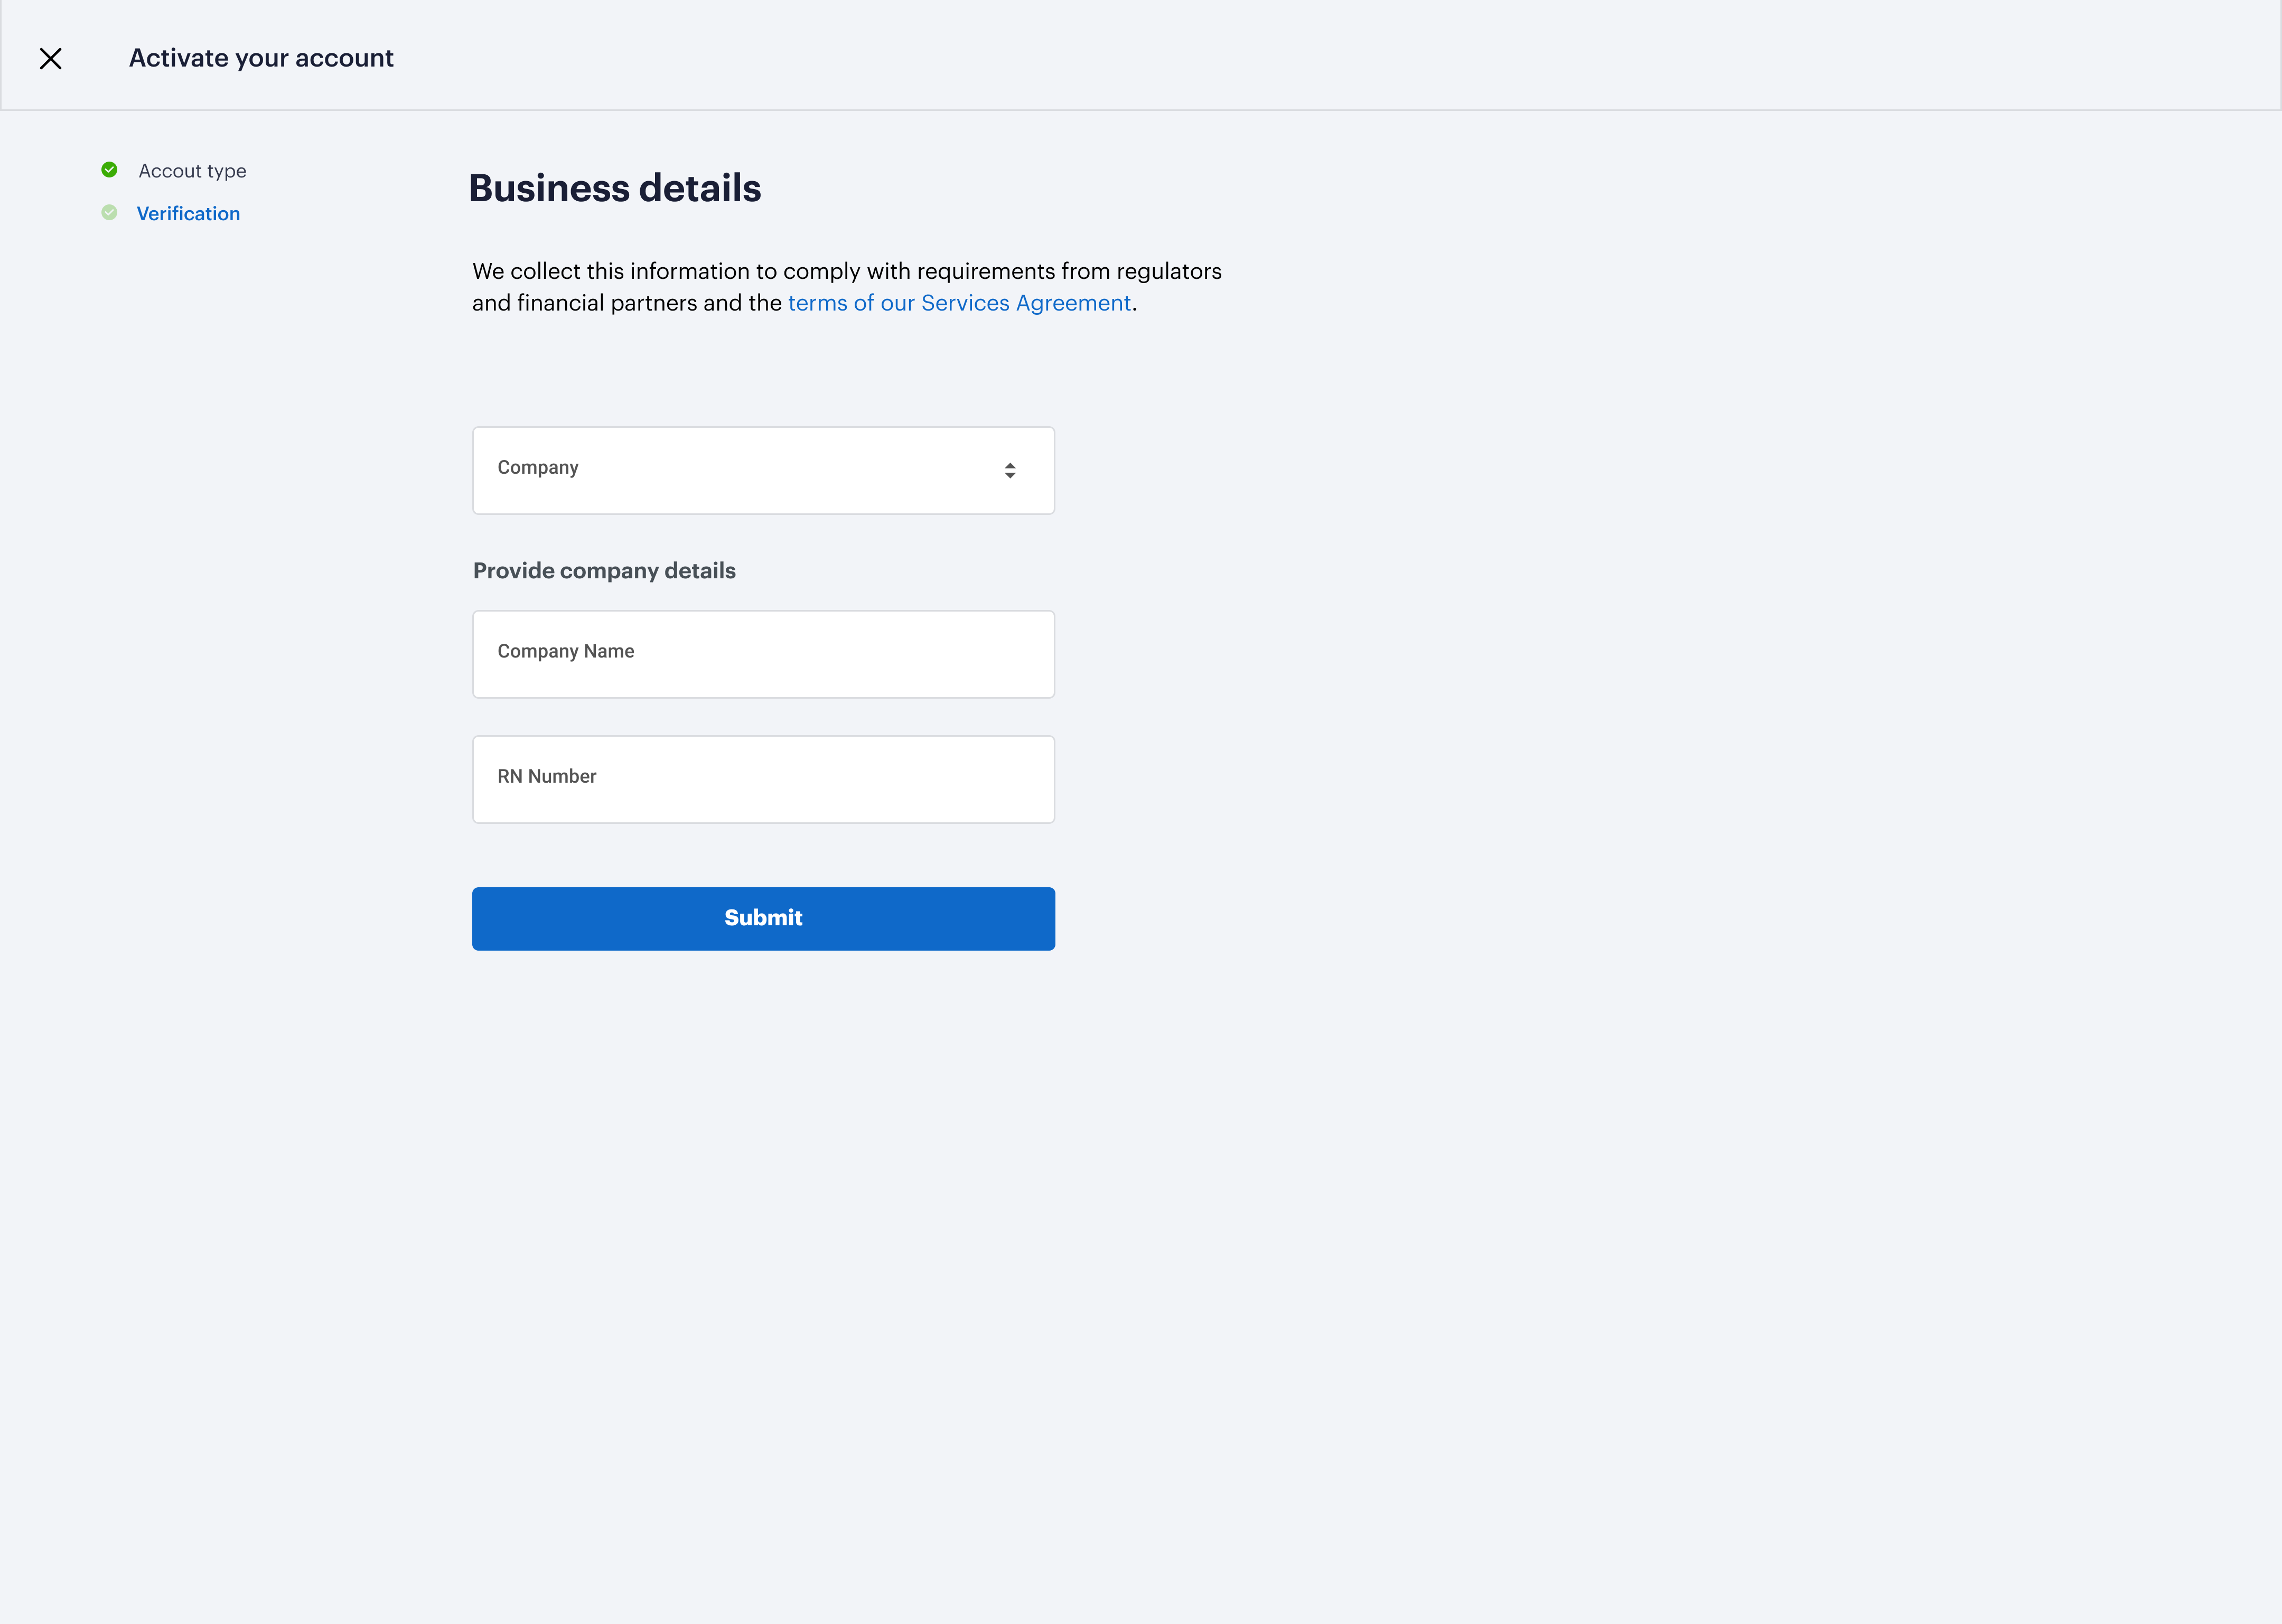 Activate your account
Accout type
Verification
Business details
We collect this information to comply with requirements from regulators
and financial partners and the terms of our Services Agreement.
Company
Provide company details
Company Name
RN Number
Submit